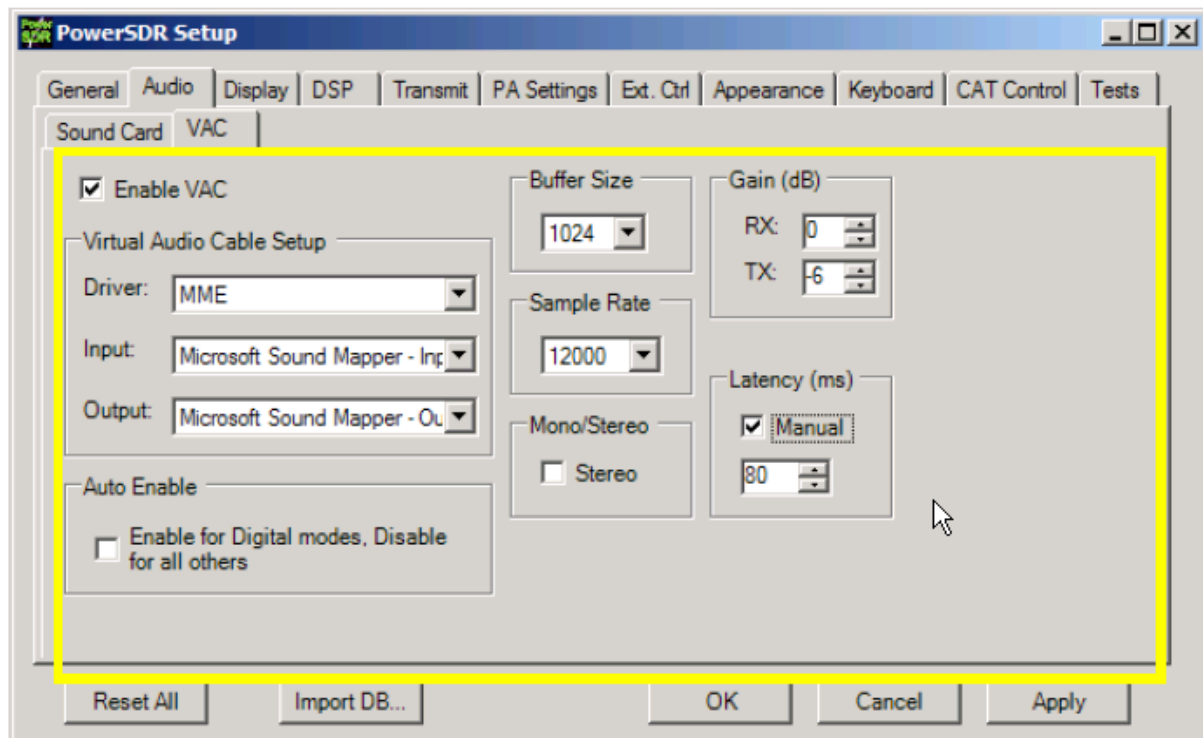 PowerSDR Setup
General Audio Display DSP Transmit PA Settings Ext. Ctrl Appearance Keyboard CAT Control Tests
Sound Card VAC
Enable VAC
Virtual Audio Cable Setup
Driver: MME
Input: Microsoft Sound Mapper - Inp
Output: Microsoft Sound Mapper - Ou
Auto Enable
Enable for Digital modes, Disable
for all others
Buffer Size
1024
Sample Rate
12000
Mono/Stereo
Stereo
Gain (dB)
RX: 0
TX: -6
Latency (ms)
Manual
80
Reset All Import DB... OK Cancel Apply